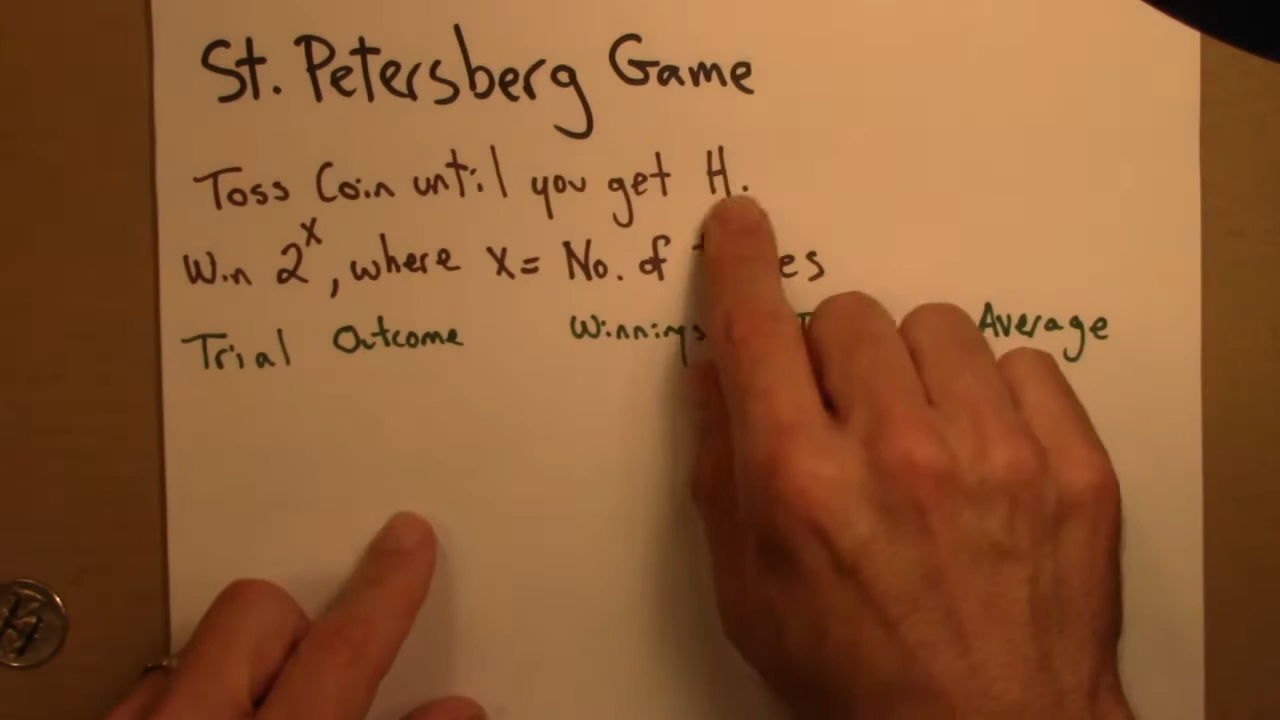 St. Petersberg Game
Toss Coin until you get H.
Win 2^x, where x = No. of
Trial Outcome Winnings Average
H